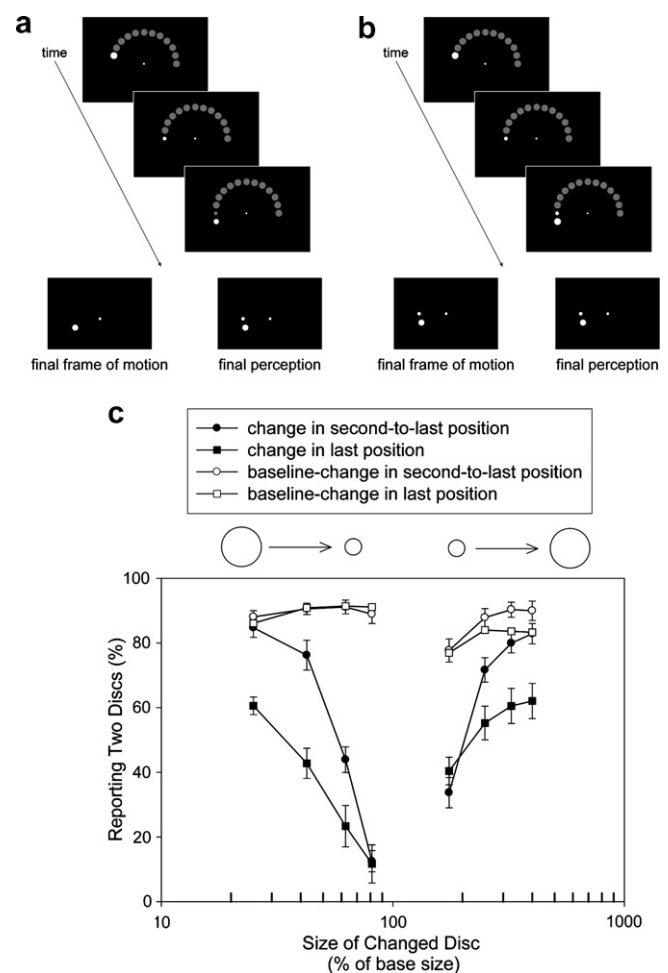 a
time
final frame of motion
final perception
b
time
final frame of motion
final perception
c
change in second-to-last position
change in last position
baseline-change in second-to-last position
baseline-change in last position
Reporting Two Discs (%)
100
80
60
40
20
0
10
100
1000
Size of Changed Disc
(% of base size)